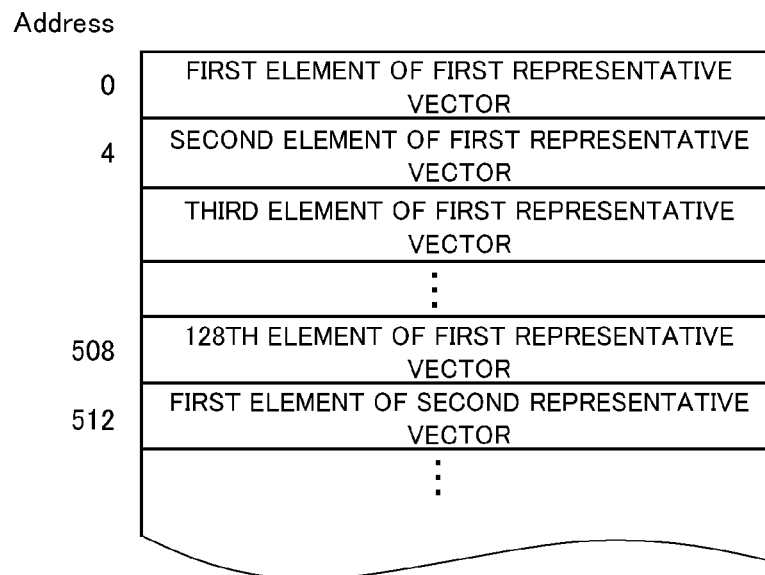 Address
0
FIRST ELEMENT OF FIRST REPRESENTATIVE
VECTOR
4
SECOND ELEMENT OF FIRST REPRESENTATIVE
VECTOR
THIRD ELEMENT OF FIRST REPRESENTATIVE
VECTOR
508
128TH ELEMENT OF FIRST REPRESENTATIVE
VECTOR
512
FIRST ELEMENT OF SECOND REPRESENTATIVE
VECTOR